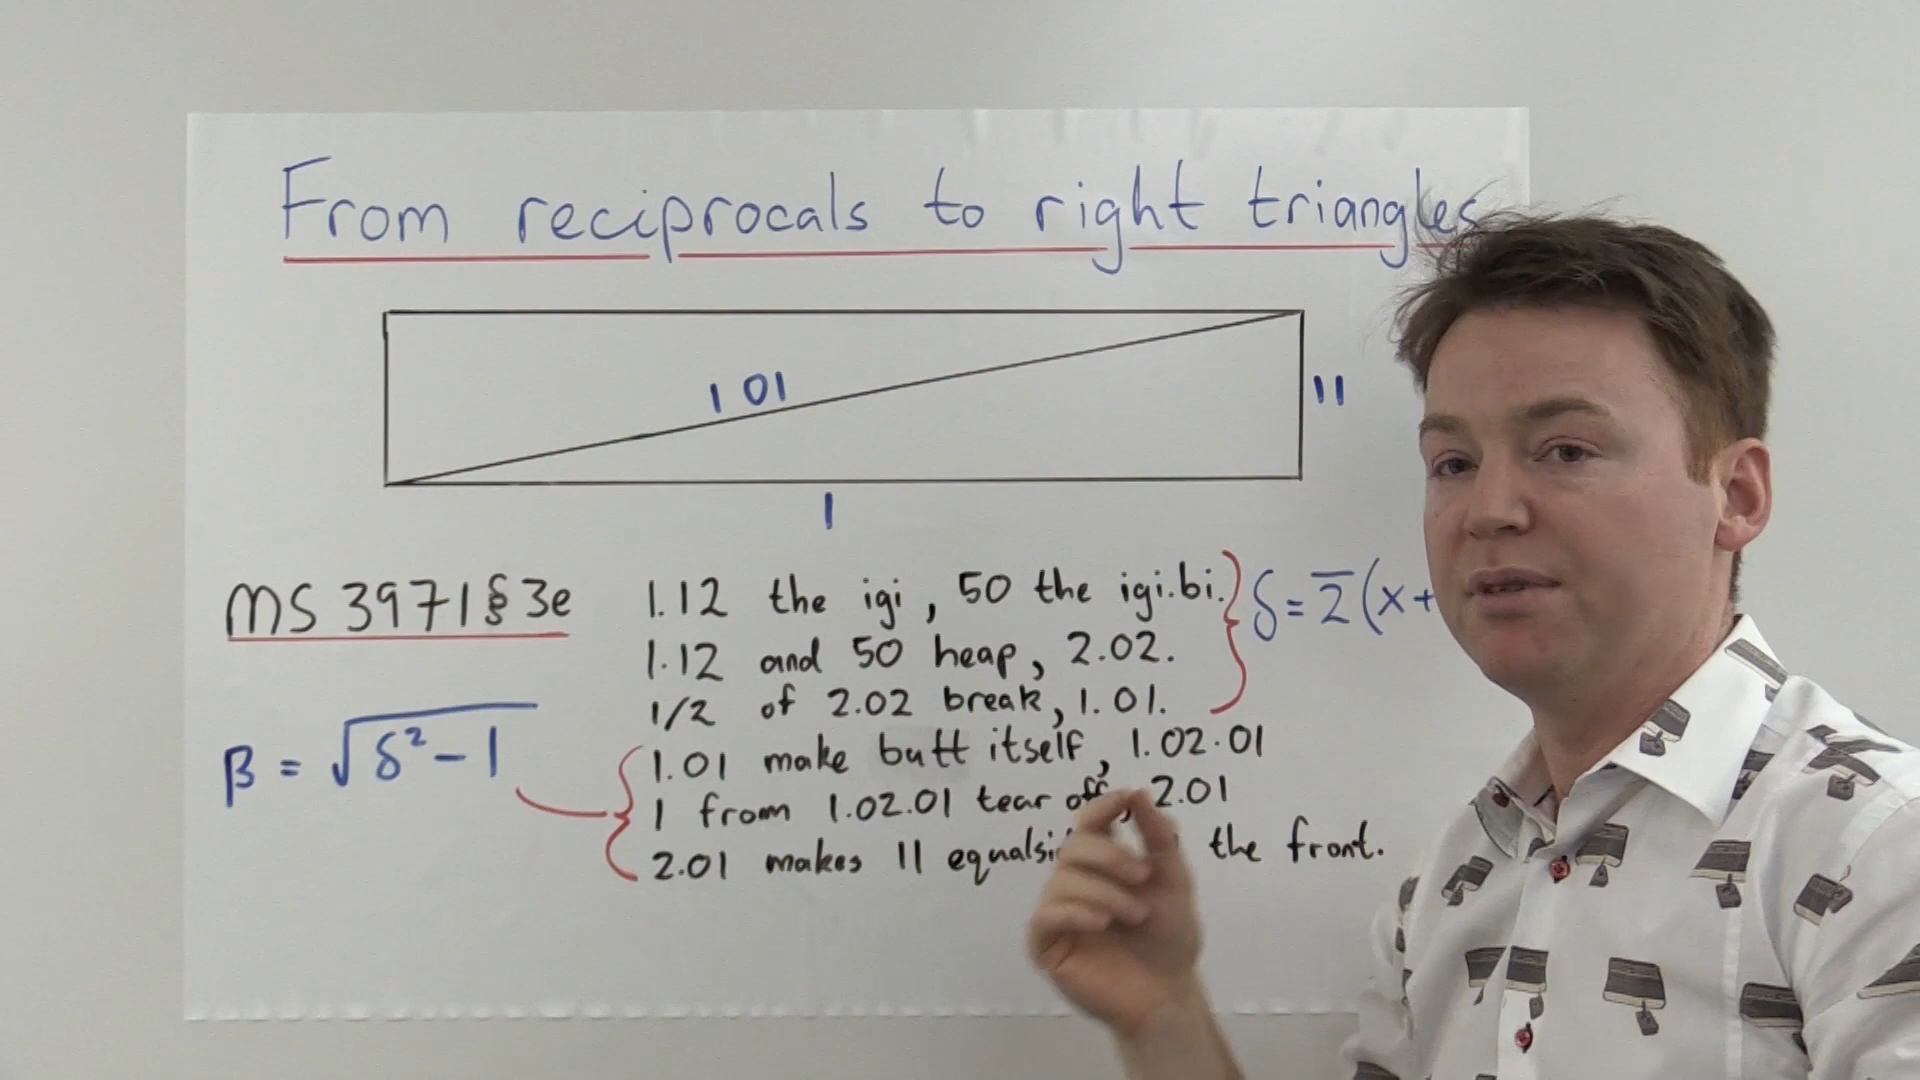 From reciprocals to right triangles
1 01
11
1
MS 3971 § 3e
1.12 the igi, 50 the igi.bi.
δ = 2̅ (x+
1.12 and 50 heap, 2.02.
1/2 of 2.02 break, 1.01.
β = √δ² - 1
1.01 make butt itself, 1.02.01
1 from 1.02.01 tear off, 2.01
2.01 makes 11 equalsi the front.